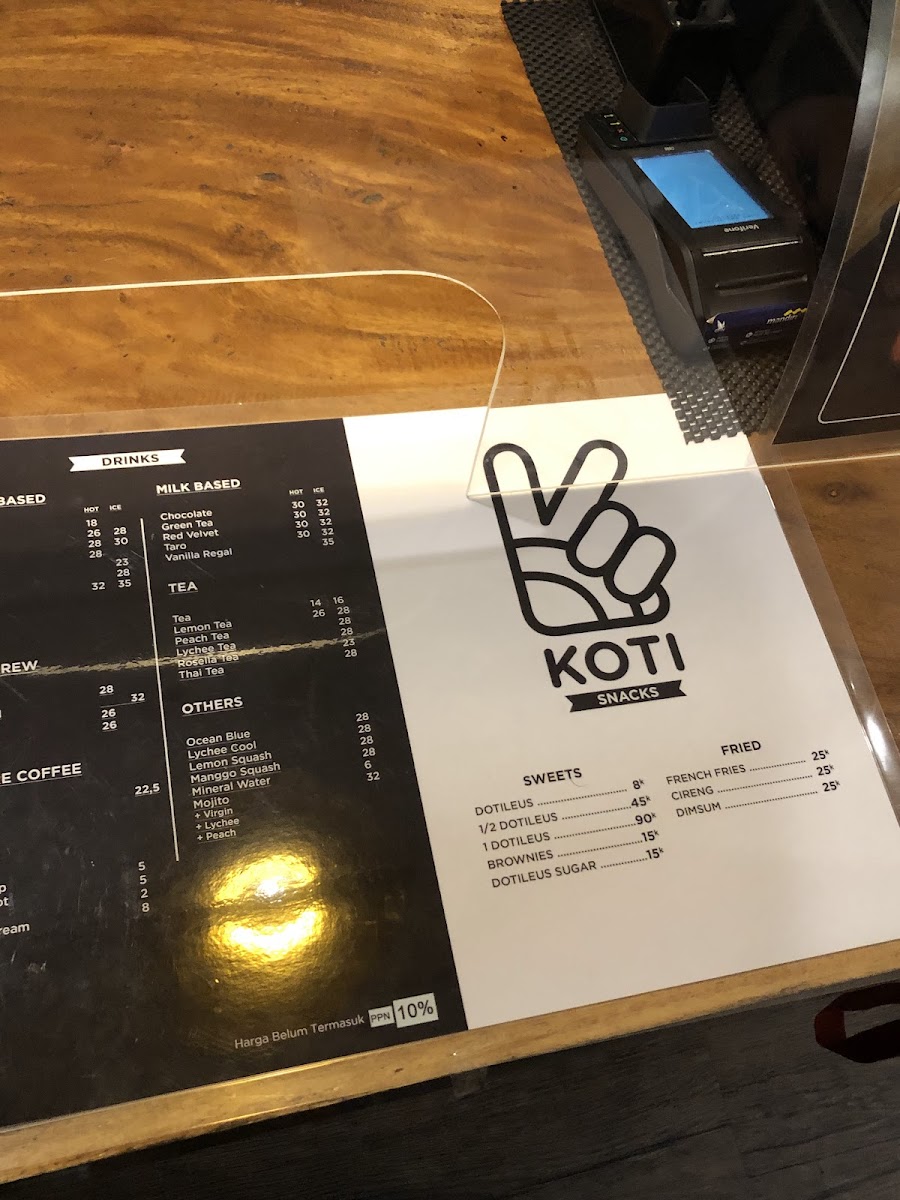 Verifone
mandiri
DRINKS
BASED
HOT ICE
18
26 28
28 30
28
23
28
32 35
REW
28
32
26
26
E COFFEE
22,5
5
p 5
ot 2
8
ream
MILK BASED
HOT ICE
Chocolate 30 32
Green Tea 30 32
Red Velvet 30 32
Taro 30 32
Vanilla Regal 35
TEA
Tea 14 16
Lemon Tea 26 28
Peach Tea 28
Lychee Tea 28
Rosella Tea 23
Thai Tea 28
OTHERS
Ocean Blue 28
Lychee Cool 28
Lemon Squash 28
Manggo Squash 28
Mineral Water 6
Mojito 32
+ Virgin
+ Lychee
+ Peach
Harga Belum Termasuk PPN 10%
KOTI
SNACKS
SWEETS
DOTILEUS ........................ 8k
1/2 DOTILEUS ..................45k
1 DOTILEUS ......................90k
BROWNIES ......................15k
DOTILEUS SUGAR ..............15k
FRIED
FRENCH FRIES ................ 25k
CIRENG ........................... 25k
DIMSUM ......................... 25k